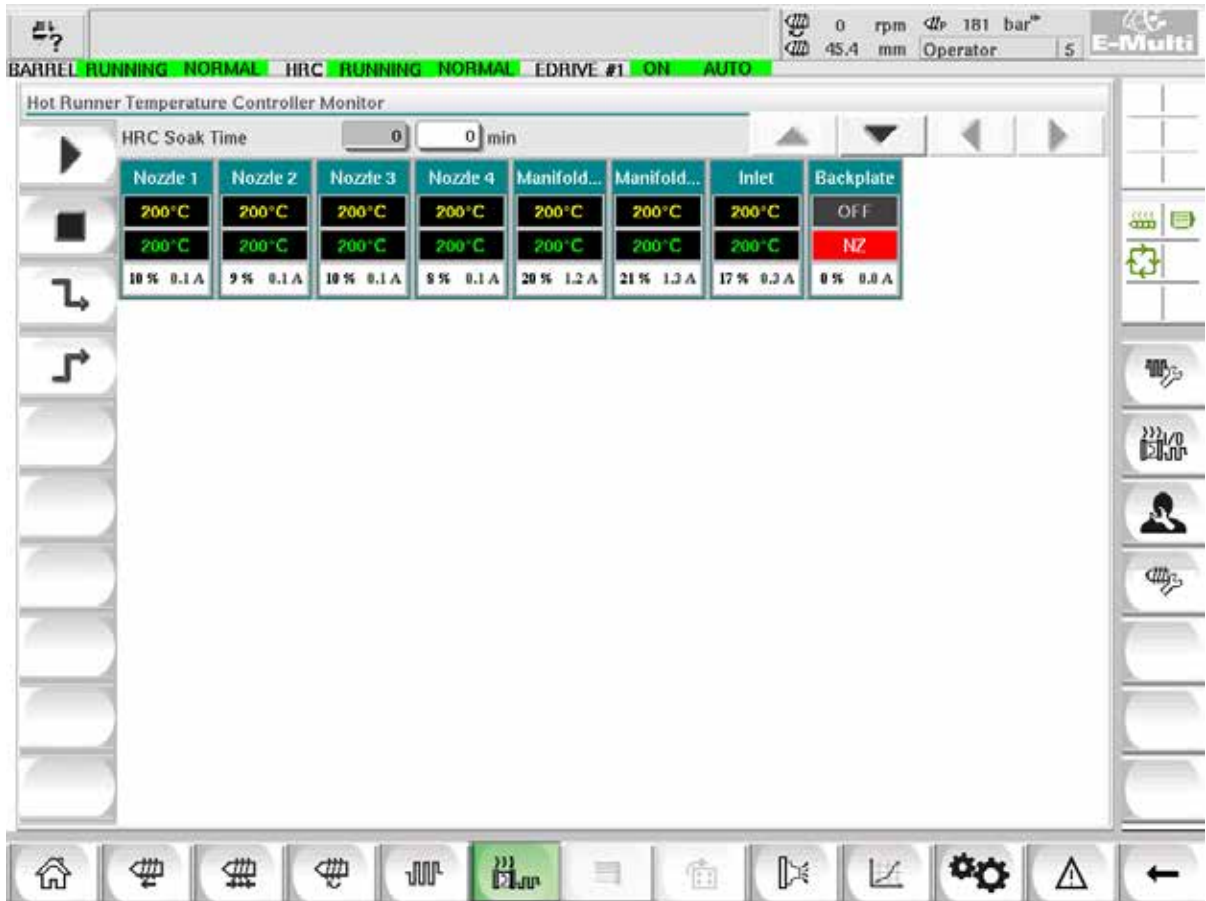 ?
0 rpm P 181 bar
45.4 mm Operator 5
E-Multi
BARREL RUNNING NORMAL HRC RUNNING NORMAL EDRIVE #1 ON AUTO
Hot Runner Temperature Controller Monitor
HRC Soak Time 0 0 min
Nozzle 1 Nozzle 2 Nozzle 3 Nozzle 4 Manifold... Manifold... Inlet Backplate
200°C 200°C 200°C 200°C 200°C 200°C 200°C OFF
200°C 200°C 200°C 200°C 200°C 200°C 200°C NZ
10 % 0.1 A 9 % 0.1 A 10 % 0.1 A 8 % 0.1 A 20 % 1.2 A 21 % 1.3 A 17 % 0.3 A 0 % 0.0 A
I/O